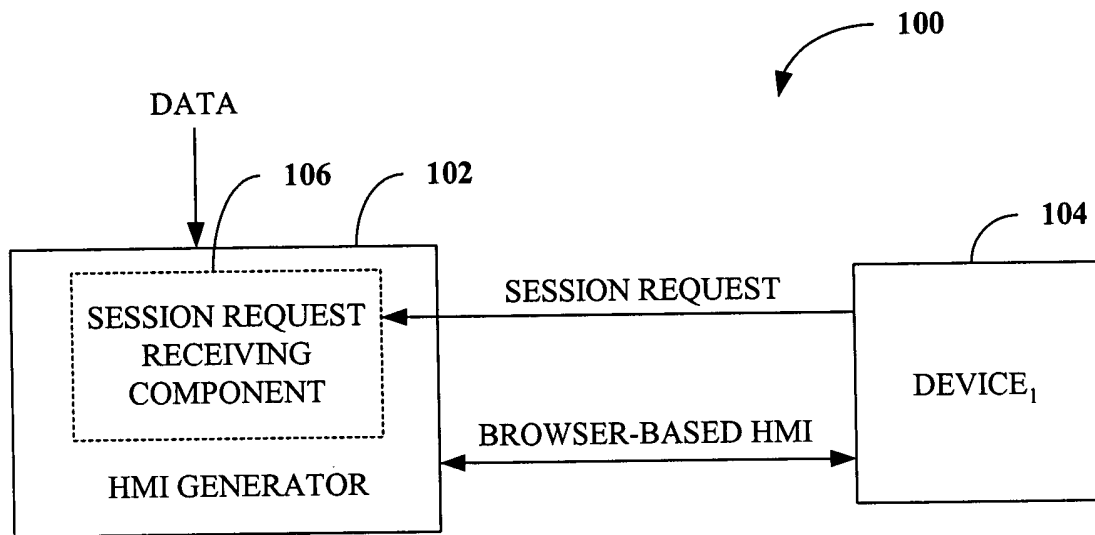 100
DATA
106
102
104
SESSION REQUEST
RECEIVING
COMPONENT
HMI GENERATOR
SESSION REQUEST
BROWSER-BASED HMI
DEVICE₁